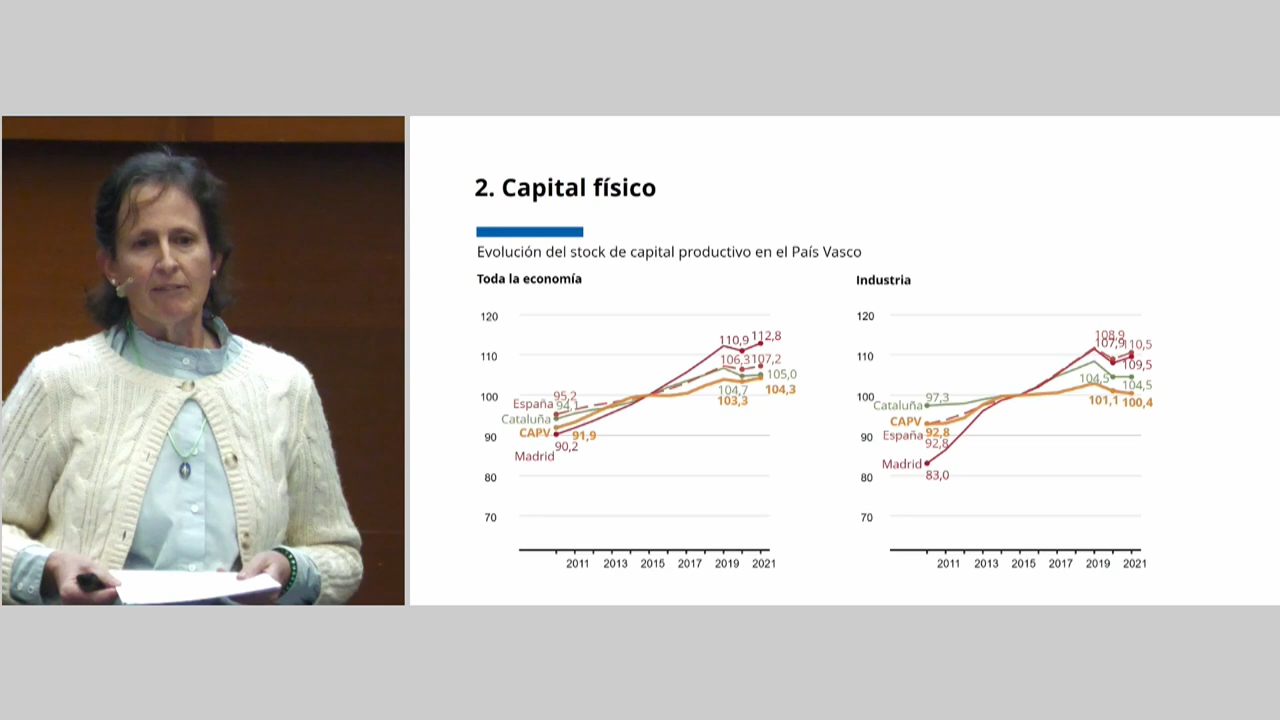 2. Capital físico
Evolución del stock de capital productivo en el País Vasco
Toda la economía
120
110
100
90
80
70
110,9
112,8
106,3
107,2
105,0
104,7
104,3
103,3
España
95,2
94,1
Cataluña
CAPV
91,9
90,2
Madrid
2011 2013 2015 2017 2019 2021
Industria
120
110
100
90
80
70
108,9
107,9
110,5
109,5
104,5
104,5
101,1
100,4
Cataluña
97,3
CAPV
92,8
España
92,8
Madrid
83,0
2011 2013 2015 2017 2019 2021